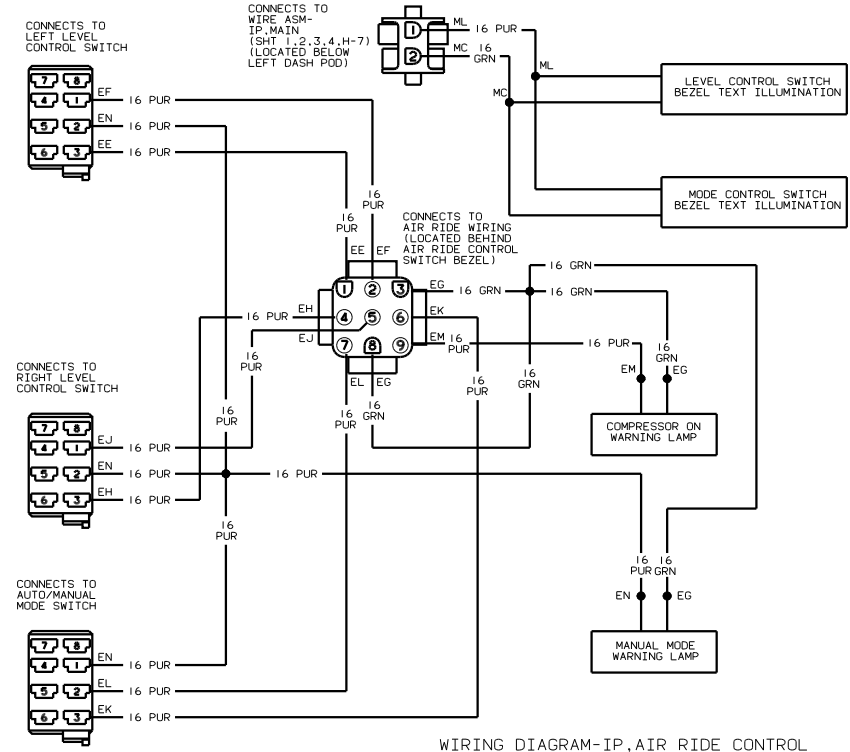 CONNECTS TO
WIRE ASM-
IP,MAIN
(SHT 1,2,3,4,H-7)
(LOCATED BELOW
LEFT DASH POD)
1
2
ML 16 PUR
MC 16
GRN
ML
MC
LEVEL CONTROL SWITCH
BEZEL TEXT ILLUMINATION
MODE CONTROL SWITCH
BEZEL TEXT ILLUMINATION
CONNECTS TO
LEFT LEVEL
CONTROL SWITCH
7 8
4 1
5 2
6 3
EF 16 PUR
EN 16 PUR
EE 16 PUR
16
PUR
16
PUR
CONNECTS TO
AIR RIDE WIRING
(LOCATED BEHIND
AIR RIDE CONTROL
SWITCH BEZEL)
EE EF
1 2 3
4 5 6
7 8 9
EH
16 PUR
EJ
EG 16 GRN
16 GRN
16 GRN
EK
EM 16
PUR
16 PUR
EL EG
16
PUR
16
PUR
16
GRN
16
PUR
16
GRN
16
GRN
EM
EG
COMPRESSOR ON
WARNING LAMP
CONNECTS TO
RIGHT LEVEL
CONTROL SWITCH
7 8
4 1
5 2
6 3
EJ 16 PUR
EN 16 PUR
EH 16 PUR
16
PUR
16 PUR
16
PUR
16
PUR
16
GRN
EN
EG
MANUAL MODE
WARNING LAMP
CONNECTS TO
AUTO/MANUAL
MODE SWITCH
7 8
4 1
5 2
6 3
EN 16 PUR
EL 16 PUR
EK 16 PUR
WIRING DIAGRAM-IP,AIR RIDE CONTROL